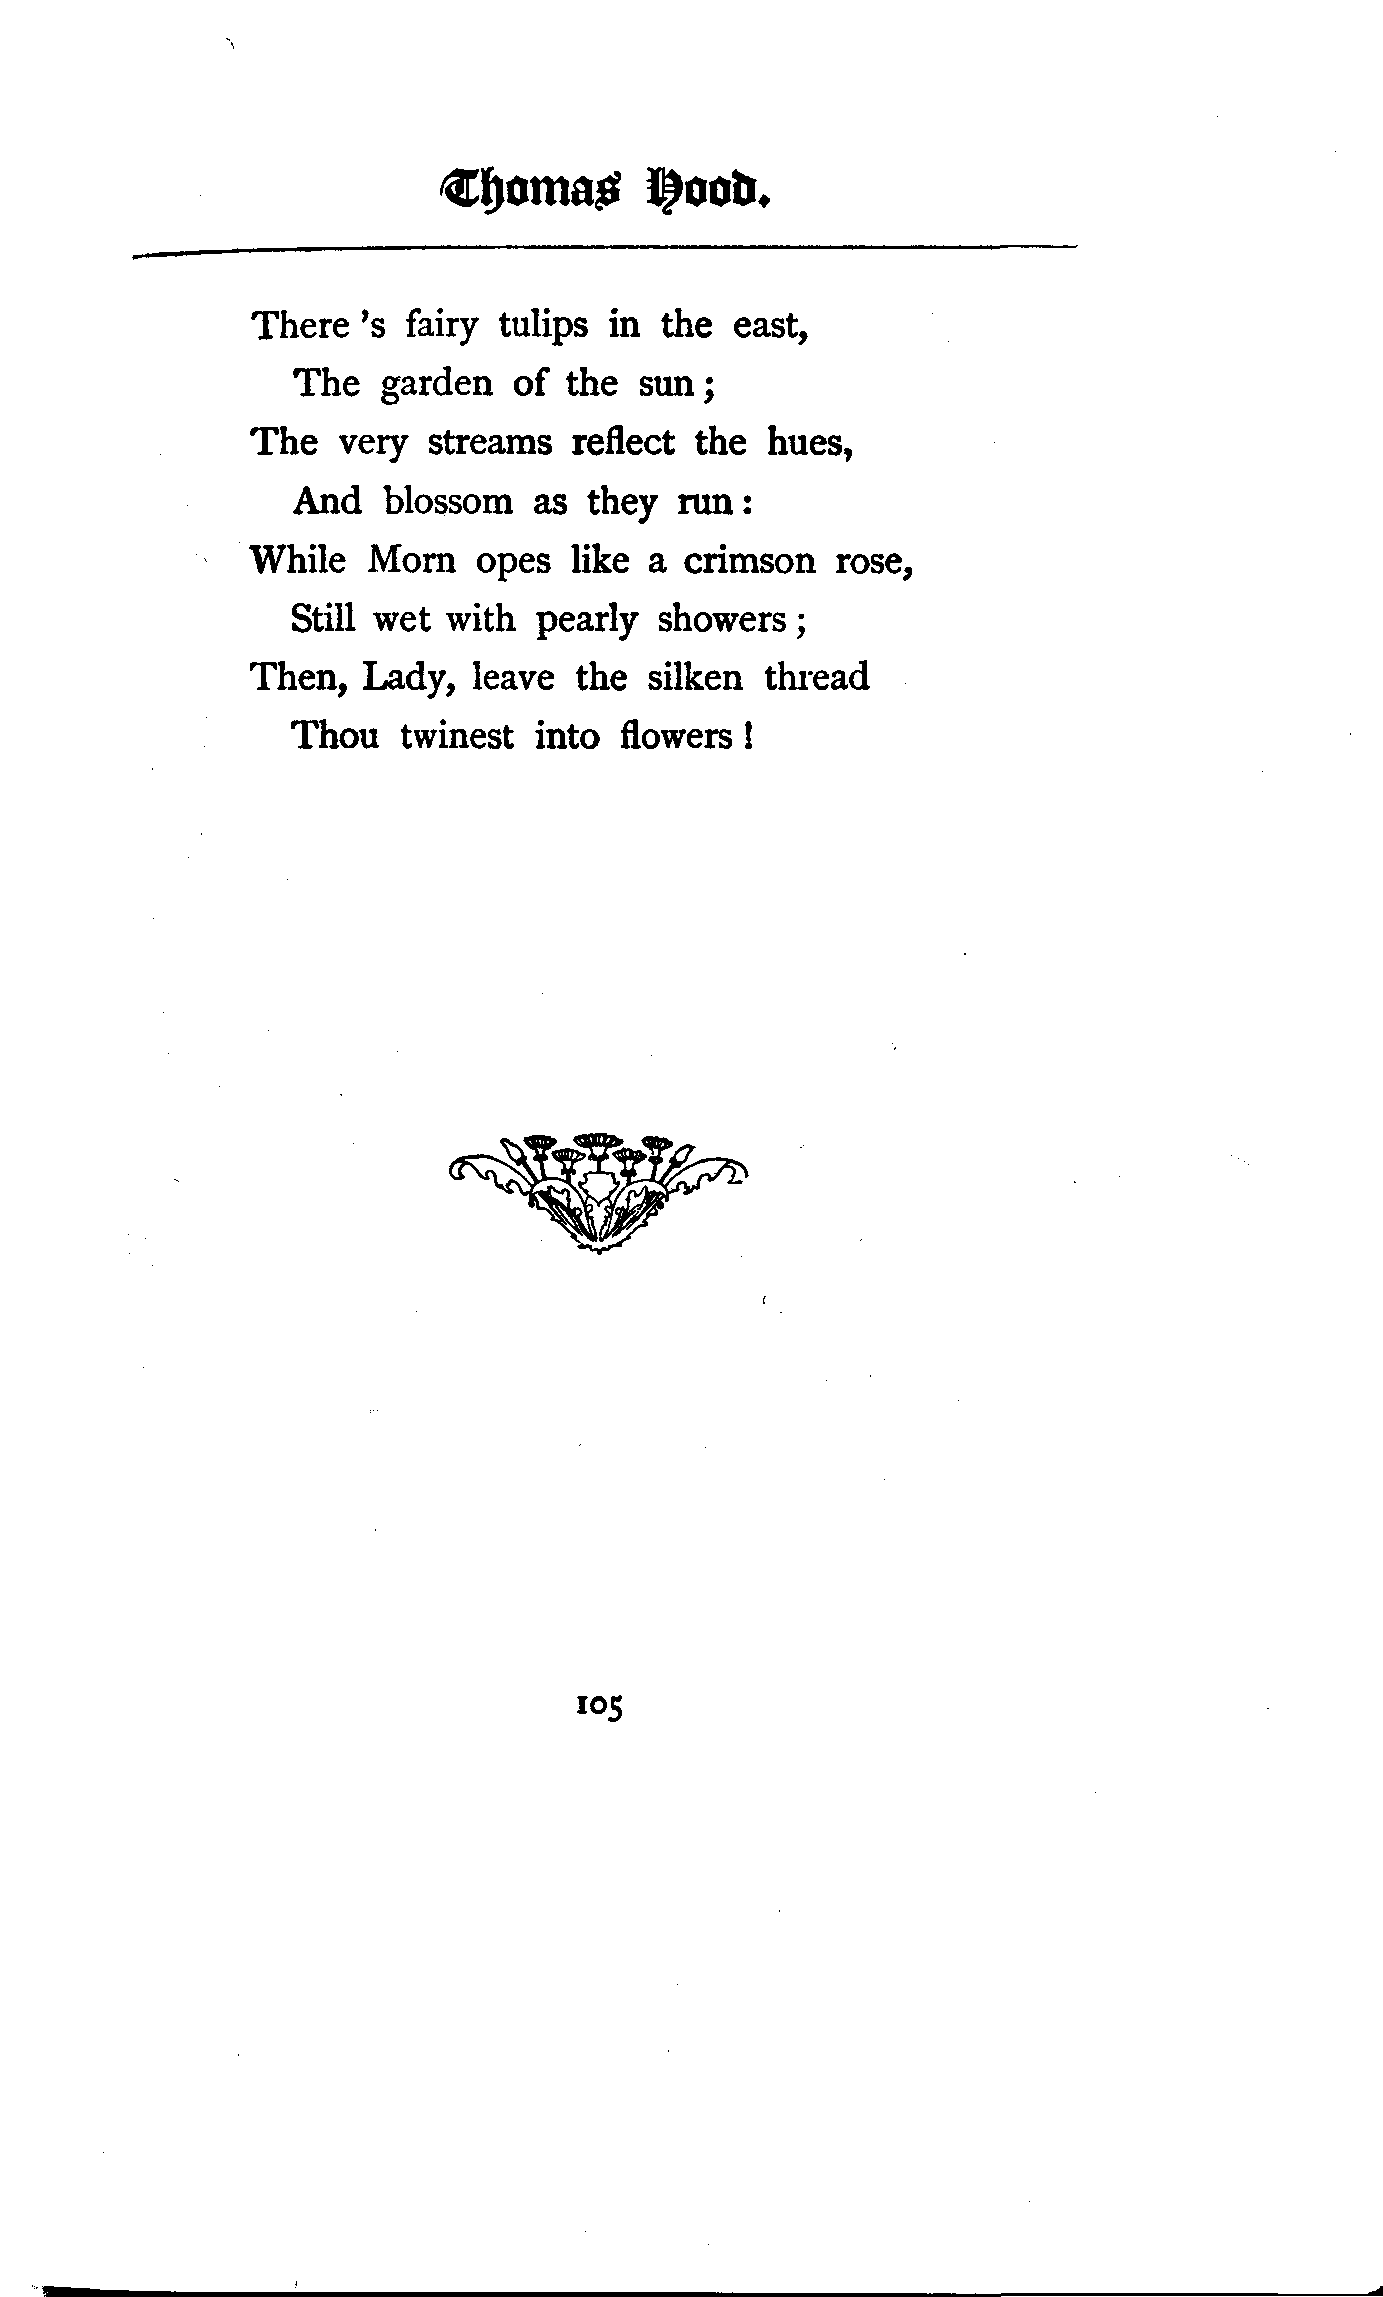 Thomas Hood.
There 's fairy tulips in the east,
The garden of the sun ;
The very streams reflect the hues,
And blossom as they run :
While Morn opes like a crimson rose,
Still wet with pearly showers ;
Then, Lady, leave the silken thread
Thou twinest into flowers !
105